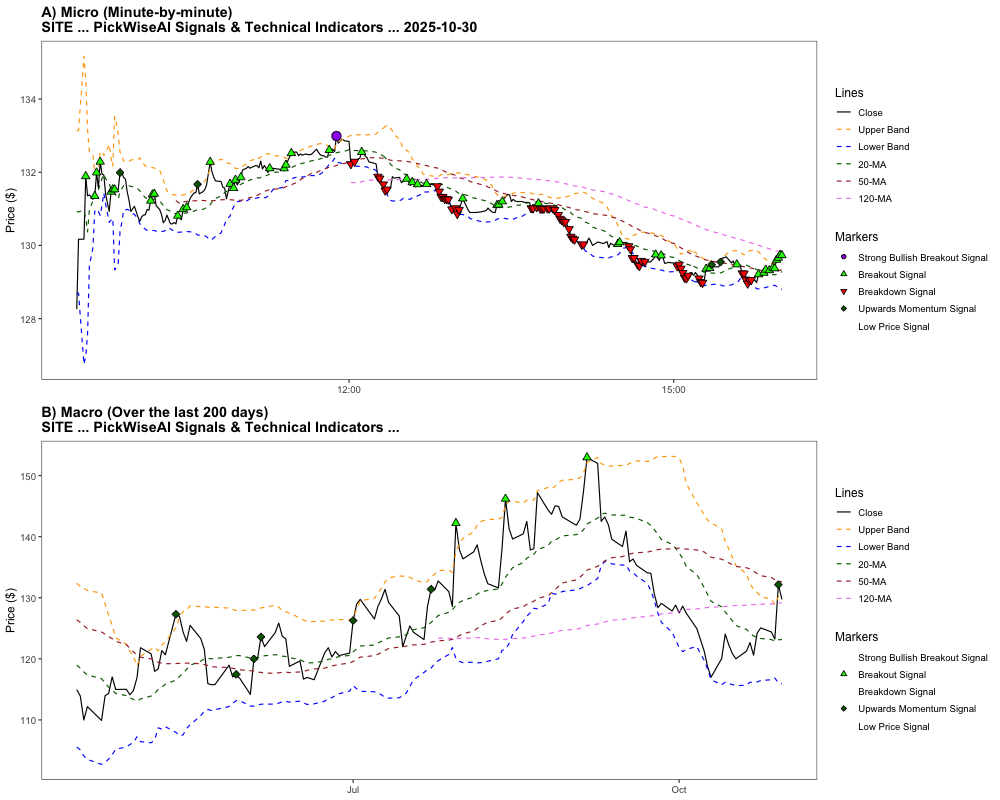 A) Micro (Minute-by-minute)
SITE ... PickWiseAI Signals & Technical Indicators ... 2025-10-30
Price ($)
134
132
130
128
12:00
15:00
Lines
Close
Upper Band
Lower Band
20-MA
50-MA
120-MA
Markers
Strong Bullish Breakout Signal
Breakout Signal
Breakdown Signal
Upwards Momentum Signal
Low Price Signal
B) Macro (Over the last 200 days)
SITE ... PickWiseAI Signals & Technical Indicators ...
Price ($)
150
140
130
120
110
Jul
Oct
Lines
Close
Upper Band
Lower Band
20-MA
50-MA
120-MA
Markers
Strong Bullish Breakout Signal
Breakout Signal
Breakdown Signal
Upwards Momentum Signal
Low Price Signal